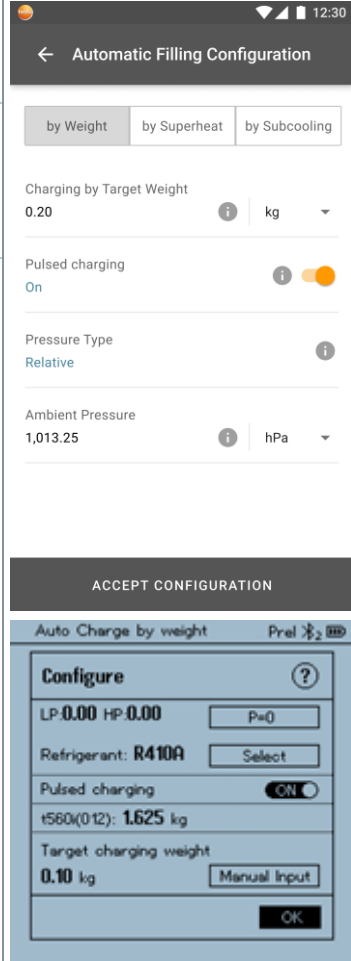 12:30
Automatic Filling Configuration
by Weight by Superheat by Subcooling
Charging by Target Weight
0.20 kg
Pulsed charging
On
Pressure Type
Relative
Ambient Pressure
1,013.25 hPa
ACCEPT CONFIGURATION
Auto Charge by weight Prel 2
Configure ?
LP:0.00 HP:0.00 P=0
Refrigerant: R410A Select
Pulsed charging ON
t560i(012): 1.625 kg
Target charging weight
0.10 kg Manual Input
OK